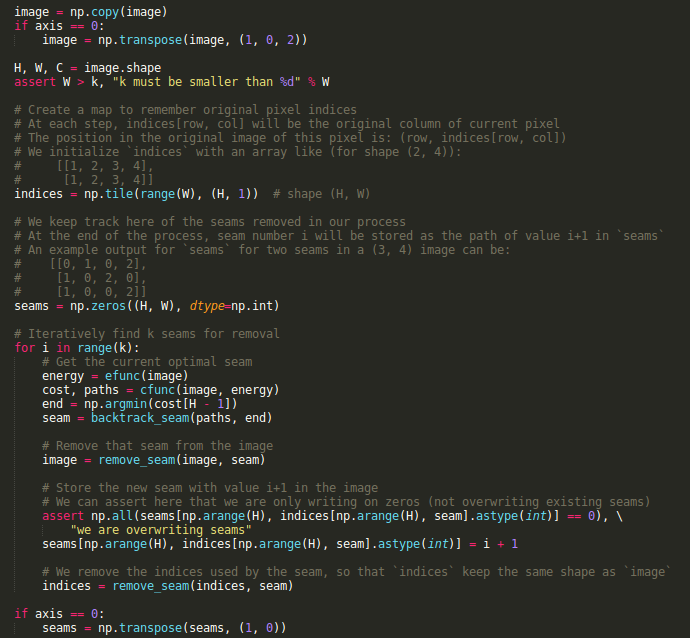 image = np.copy(image)
if axis == 0:
    image = np.transpose(image, (1, 0, 2))

H, W, C = image.shape
assert W > k, "k must be smaller than %d" % W

# Create a map to remember original pixel indices
# At each step, indices[row, col] will be the original column of current pixel
# The position in the original image of this pixel is: (row, indices[row, col])
# We initialize `indices` with an array like (for shape (2, 4)):
#     [[1, 2, 3, 4],
#      [1, 2, 3, 4]]
indices = np.tile(range(W), (H, 1))  # shape (H, W)

# We keep track here of the seams removed in our process
# At the end of the process, seam number i will be stored as the path of value i+1 in `seams`
# An example output for `seams` for two seams in a (3, 4) image can be:
#    [[0, 1, 0, 2],
#     [1, 0, 2, 0],
#     [1, 0, 0, 2]]
seams = np.zeros((H, W), dtype=np.int)

# Iteratively find k seams for removal
for i in range(k):
    # Get the current optimal seam
    energy = efunc(image)
    cost, paths = cfunc(image, energy)
    end = np.argmin(cost[H - 1])
    seam = backtrack_seam(paths, end)

    # Remove that seam from the image
    image = remove_seam(image, seam)

    # Store the new seam with value i+1 in the image
    # We can assert here that we are only writing on zeros (not overwriting existing seams)
    assert np.all(seams[np.arange(H), indices[np.arange(H), seam].astype(int)] == 0), \
        "we are overwriting seams"
    seams[np.arange(H), indices[np.arange(H), seam].astype(int)] = i + 1

    # We remove the indices used by the seam, so that `indices` keep the same shape as `image`
    indices = remove_seam(indices, seam)

if axis == 0:
    seams = np.transpose(seams, (1, 0))